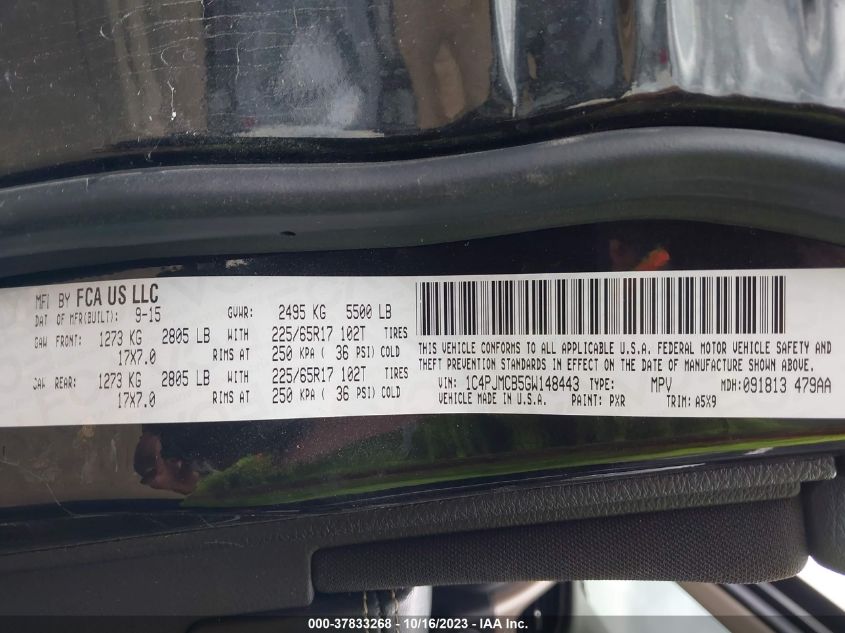 MFI BY FCA US LLC
DAT OF MFR(BUILT): 9-15 GVWR: 2495 KG 5500 LB
GAW FRONT: 1273 KG 2805 LB WITH 225/65R17 102T TIRES
17X7.0 RIMS AT 250 KPA ( 36 PSI) COLD
GAW REAR: 1273 KG 2805 LB WITH 225/65R17 102T TIRES
17X7.0 RIMS AT 250 KPA ( 36 PSI) COLD
THIS VEHICLE CONFORMS TO ALL APPLICABLE U.S.A. FEDERAL MOTOR VEHICLE SAFETY AND
THEFT PREVENTION STANDARDS IN EFFECT ON THE DATE OF MANUFACTURE SHOWN ABOVE.
VIN: 1C4PJMCB5GW148443 TYPE: MPV MDH:091813 479AA
VEHICLE MADE IN U.S.A. PAINT: PXR TRIM: A5X9
000-37833268 - 10/16/2023 - IAA Inc.